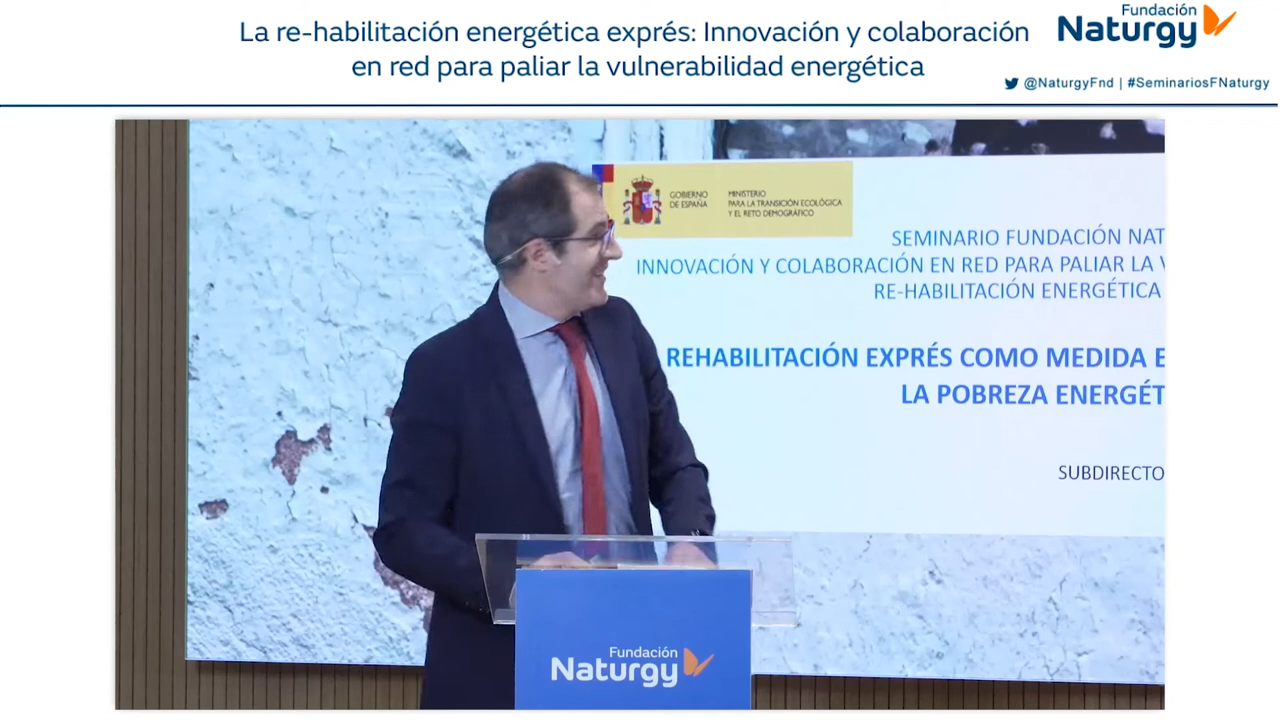 La re-habilitación energética exprés: Innovación y colaboración
en red para paliar la vulnerabilidad energética
Fundación
Naturgy
@NaturgyFnd | #SeminariosFNaturgy
GOBIERNO
DE ESPAÑA
MINISTERIO
PARA LA TRANSICIÓN ECOLÓGICA
Y EL RETO DEMOGRÁFICO
SEMINARIO FUNDACIÓN NAT
INNOVACIÓN Y COLABORACIÓN EN RED PARA PALIAR LA V
RE-HABILITACIÓN ENERGÉTICA
REHABILITACIÓN EXPRÉS COMO MEDIDA E
LA POBREZA ENERGÉT
SUBDIRECTO
Fundación
Naturgy